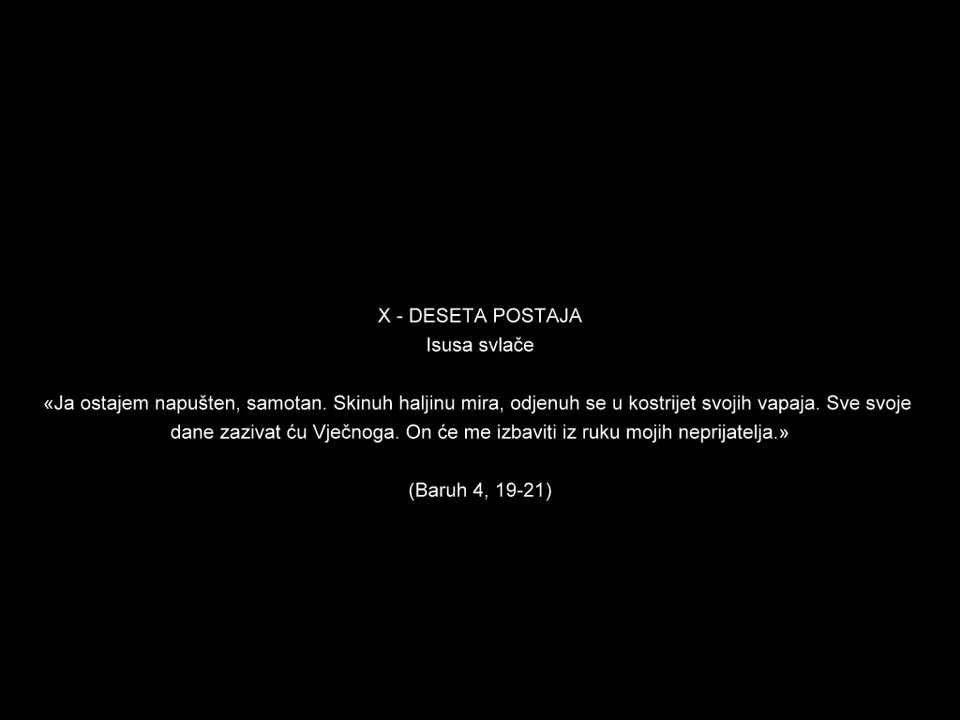 X - DESETA POSTAJA
Isusa svlače
«Ja ostajem napušten, samotan. Skinuh haljinu mira, odjenuh se u kostrijet svojih vapaja. Sve svoje
dane zazivat ću Vječnoga. On će me izbaviti iz ruku mojih neprijatelja.»
(Baruh 4, 19-21)